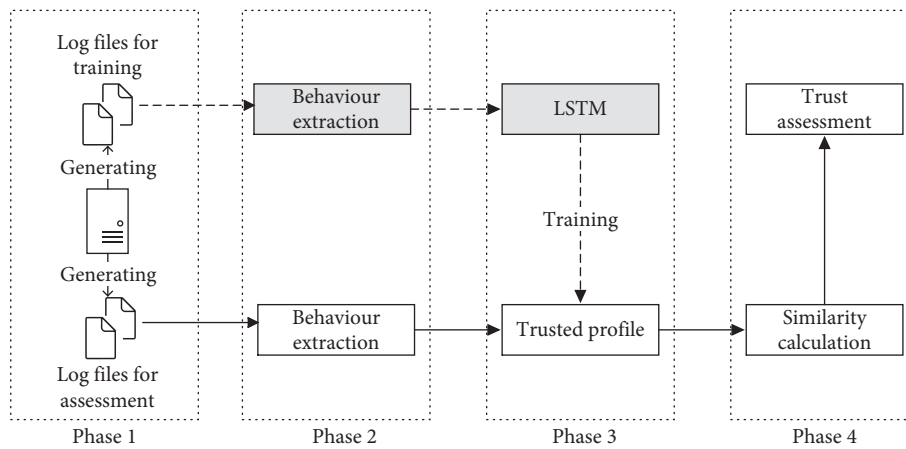 Log files for
training
Generating
Generating
Log files for
assessment
Phase 1
Behaviour
extraction
Behaviour
extraction
Phase 2
LSTM
Training
Trusted profile
Phase 3
Trust
assessment
Similarity
calculation
Phase 4